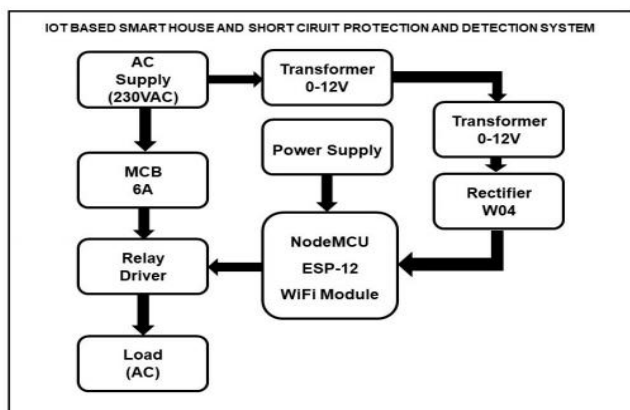 IOT BASED SMART HOUSE AND SHORT CIRUIT PROTECTION AND DETECTION SYSTEM
AC
Supply
(230VAC)
Transformer
0-12V
Transformer
0-12V
Power Supply
MCB
6A
Rectifier
W04
NodeMCU
ESP-12
WiFi Module
Relay
Driver
Load
(AC)